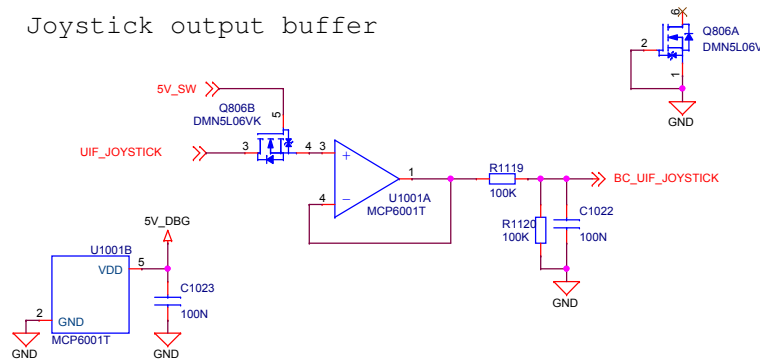 Joystick output buffer
6
Q806A
DMN5L06V
2
1
GND
5V_SW
Q806B
DMN5L06VK
5
UIF_JOYSTICK
3
4
3
+
1
4
−
U1001A
MCP6001T
R1119
100K
BC_UIF_JOYSTICK
R1120
100K
C1022
100N
GND
5V_DBG
U1001B
VDD
5
C1023
100N
2
GND
MCP6001T
GND
GND